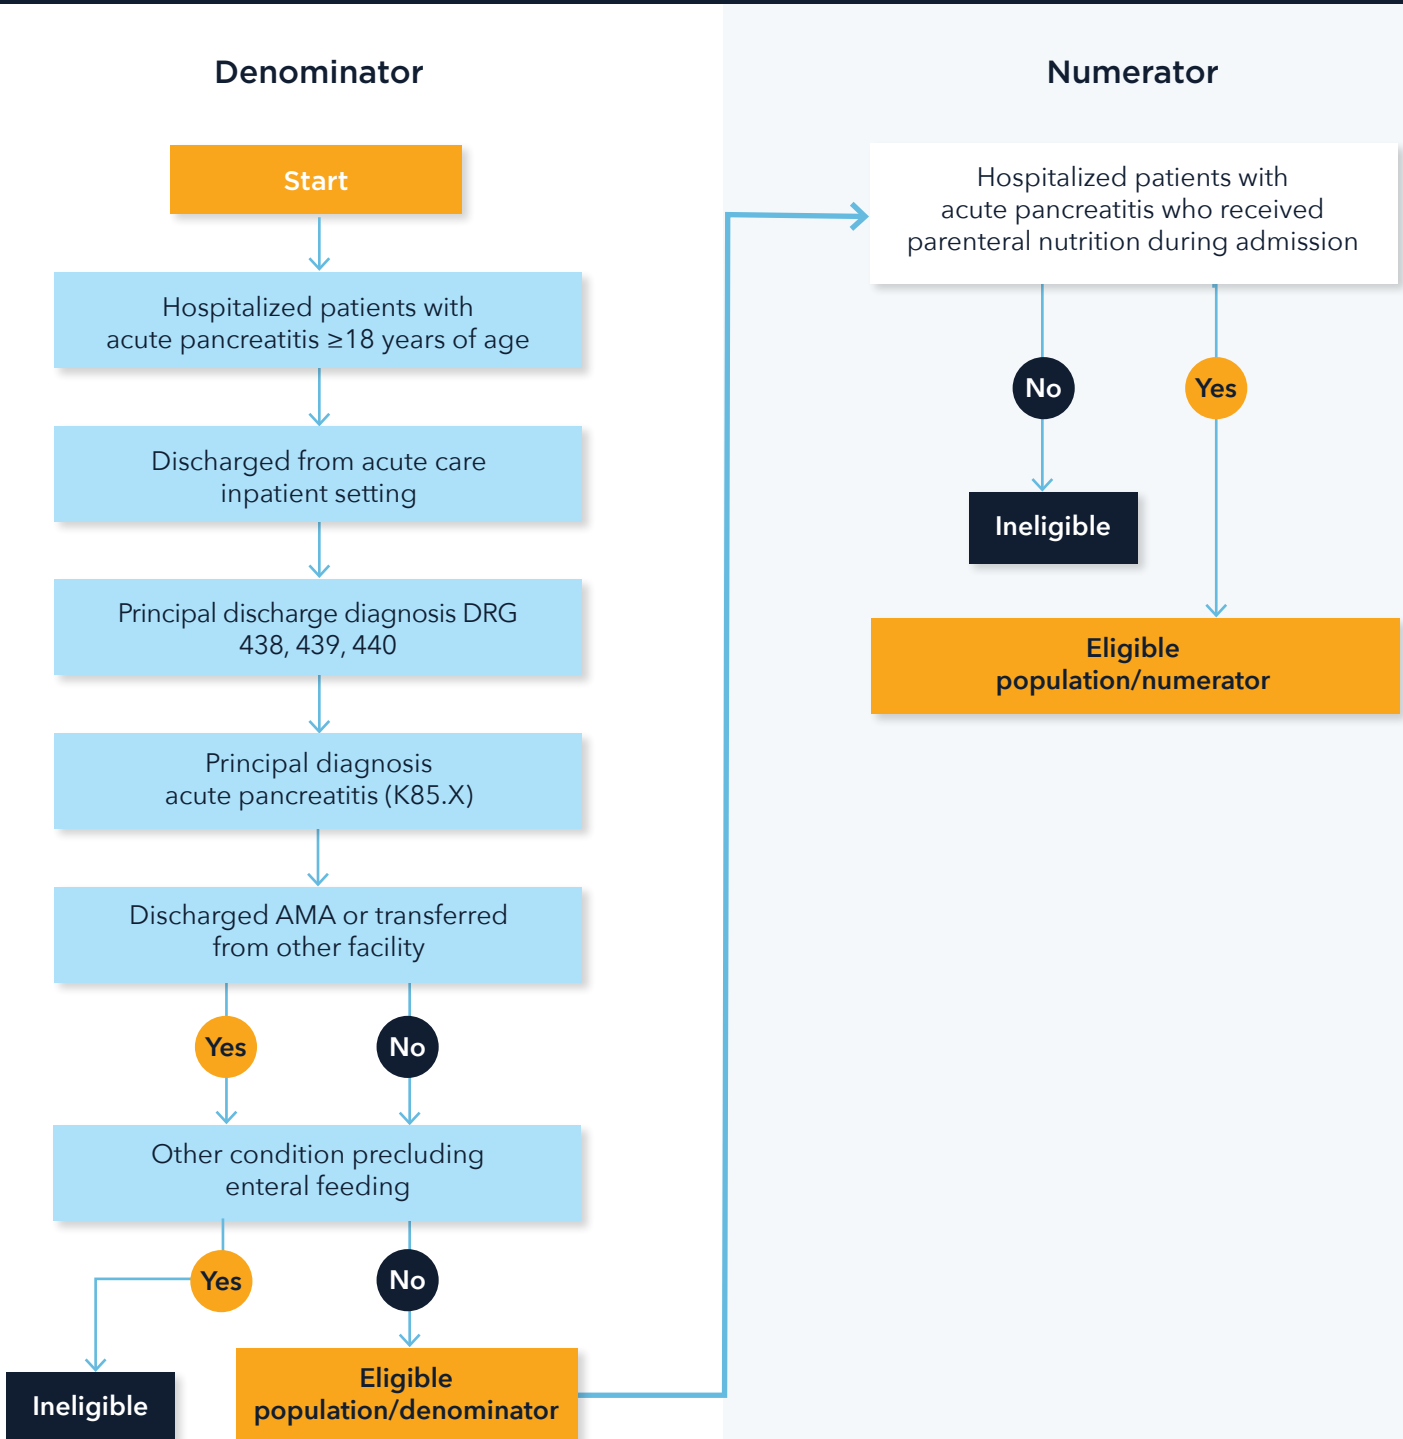 Denominator
Start
Hospitalized patients with
acute pancreatitis ≥18 years of age
Discharged from acute care
inpatient setting
Principal discharge diagnosis DRG
438, 439, 440
Principal diagnosis
acute pancreatitis (K85.X)
Discharged AMA or transferred
from other facility
Yes
No
Other condition precluding
enteral feeding
Yes
No
Ineligible
Eligible
population/denominator
Numerator
Hospitalized patients with
acute pancreatitis who received
parenteral nutrition during admission
No
Yes
Ineligible
Eligible
population/numerator